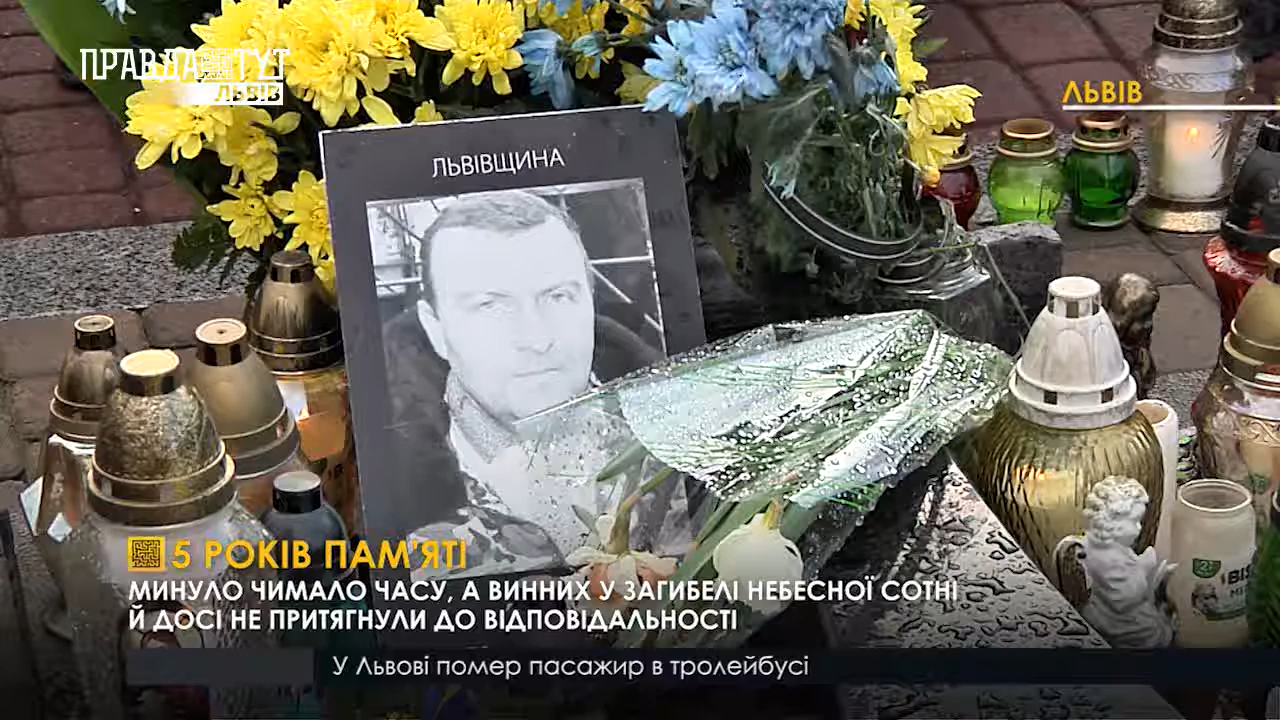 ПРАВДА ТУТ
ЛЬВІВ
ЛЬВІВ
ЛЬВІВЩИНА
5 РОКІВ ПАМ'ЯТІ
МИНУЛО ЧИМАЛО ЧАСУ, А ВИННИХ У ЗАГИБЕЛІ НЕБЕСНОЇ СОТНІ
Й ДОСІ НЕ ПРИТЯГНУЛИ ДО ВІДПОВІДАЛЬНОСТІ
У Львові помер пасажир в тролейбусі